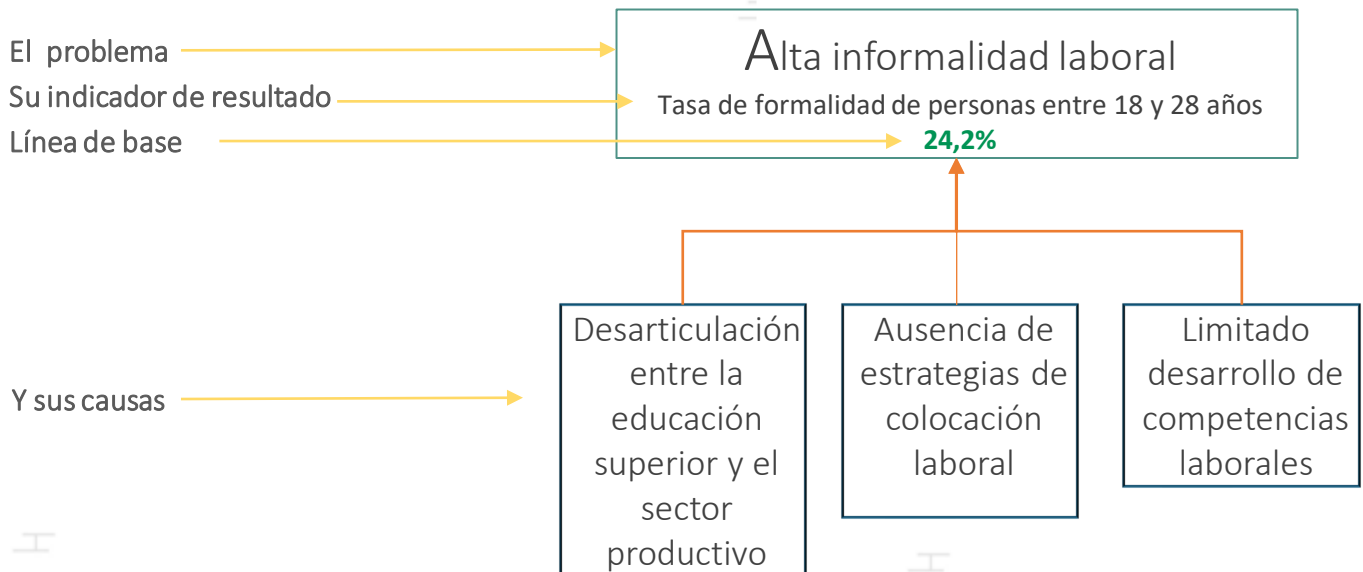 El problema
Su indicador de resultado
Línea de base
Alta informalidad laboral
Tasa de formalidad de personas entre 18 y 28 años
24,2%
Y sus causas
Desarticulación
entre la
educación
superior y el
sector
productivo
Ausencia de
estrategias de
colocación
laboral
Limitado
desarrollo de
competencias
laborales